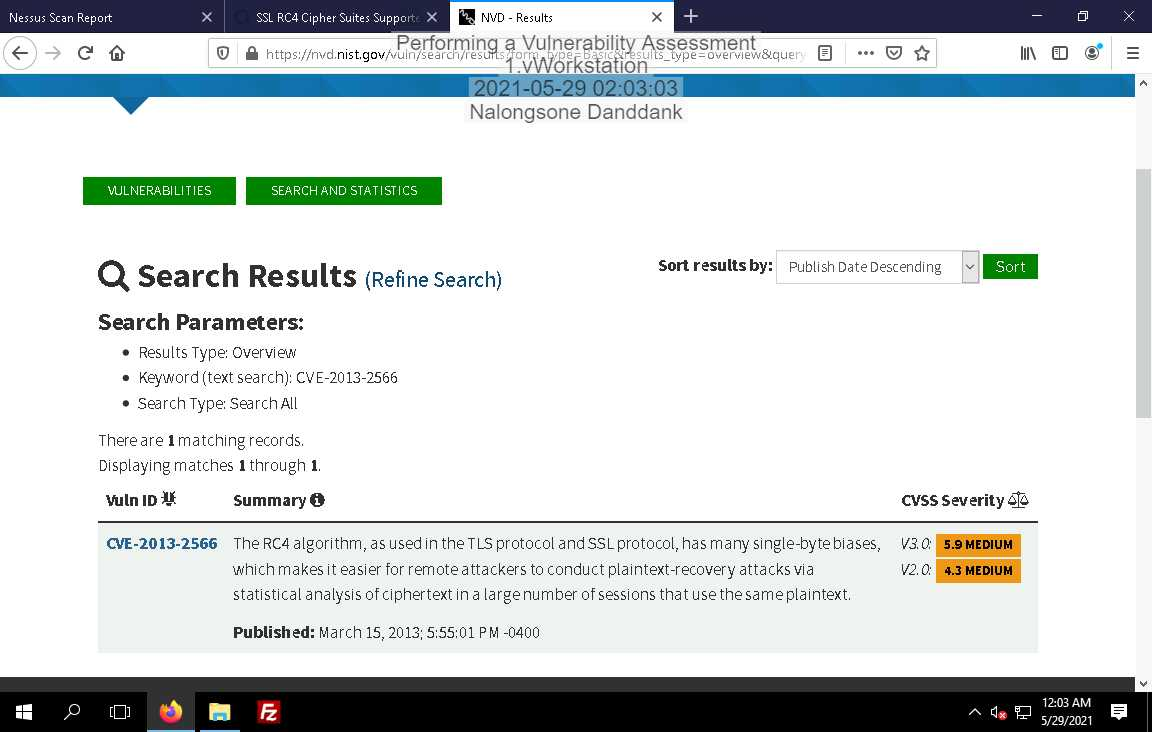 Nessus Scan Report
SSL RC4 Cipher Suites Supporte
NVD - Results
https://nvd.nist.gov/vuln/search/results?form_type=Basic&results_type=overview&query
Performing a Vulnerability Assessment
1.vWorkstation
2021-05-29 02:03:03
Nalongsone Danddank
VULNERABILITIES
SEARCH AND STATISTICS
Search Results (Refine Search)
Sort results by: Publish Date Descending Sort
Search Parameters:
• Results Type: Overview
• Keyword (text search): CVE-2013-2566
• Search Type: Search All
There are 1 matching records.
Displaying matches 1 through 1.
Vuln ID Summary CVSS Severity
CVE-2013-2566 The RC4 algorithm, as used in the TLS protocol and SSL protocol, has many single-byte biases, V3.0: 5.9 MEDIUM
which makes it easier for remote attackers to conduct plaintext-recovery attacks via V2.0: 4.3 MEDIUM
statistical analysis of ciphertext in a large number of sessions that use the same plaintext.
Published: March 15, 2013; 5:55:01 PM -0400
Fz
12:03 AM
5/29/2021